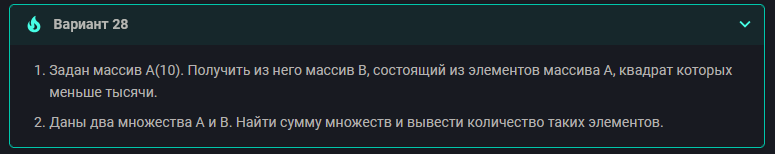 Вариант 28
1. Задан массив A(10). Получить из него массив B, состоящий из элементов массива A, квадрат которых
меньше тысячи.
2. Даны два множества A и B. Найти сумму множеств и вывести количество таких элементов.